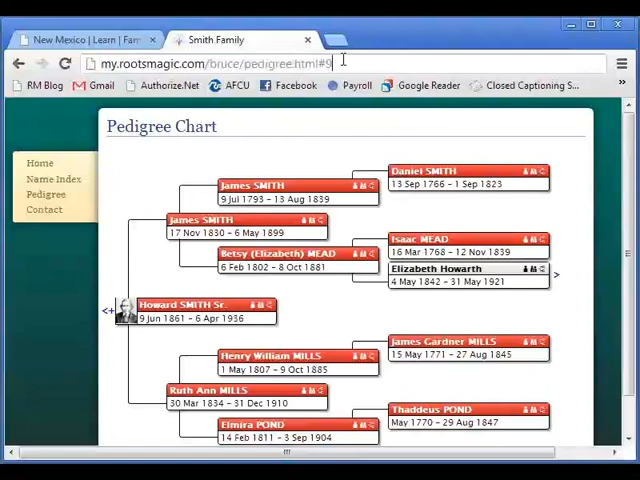 New Mexico | Learn | Fam
Smith Family
my.rootsmagic.com/bruce/pedigree.html#9
RM Blog
Gmail
Authorize.Net
AFCU
Facebook
Payroll
Google Reader
Closed Captioning S...
Pedigree Chart
Home
Name Index
Pedigree
Contact
Daniel SMITH
13 Sep 1766 - 1 Sep 1823
James SMITH
9 Jul 1793 - 13 Aug 1839
James SMITH
17 Nov 1830 - 6 May 1899
Isaac MEAD
16 Mar 1768 - 12 Nov 1839
Betsy (Elizabeth) MEAD
6 Feb 1802 - 8 Oct 1881
Elizabeth Howarth
4 May 1842 - 31 May 1921
>
<+
Howard SMITH Sr.
9 Jun 1861 - 6 Apr 1936
James Gardner MILLS
15 May 1771 - 27 Aug 1845
Henry William MILLS
1 May 1807 - 9 Oct 1885
Ruth Ann MILLS
30 Mar 1834 - 31 Dec 1910
Thaddeus POND
May 1770 - 29 Aug 1847
Elmira POND
14 Feb 1811 - 3 Sep 1904